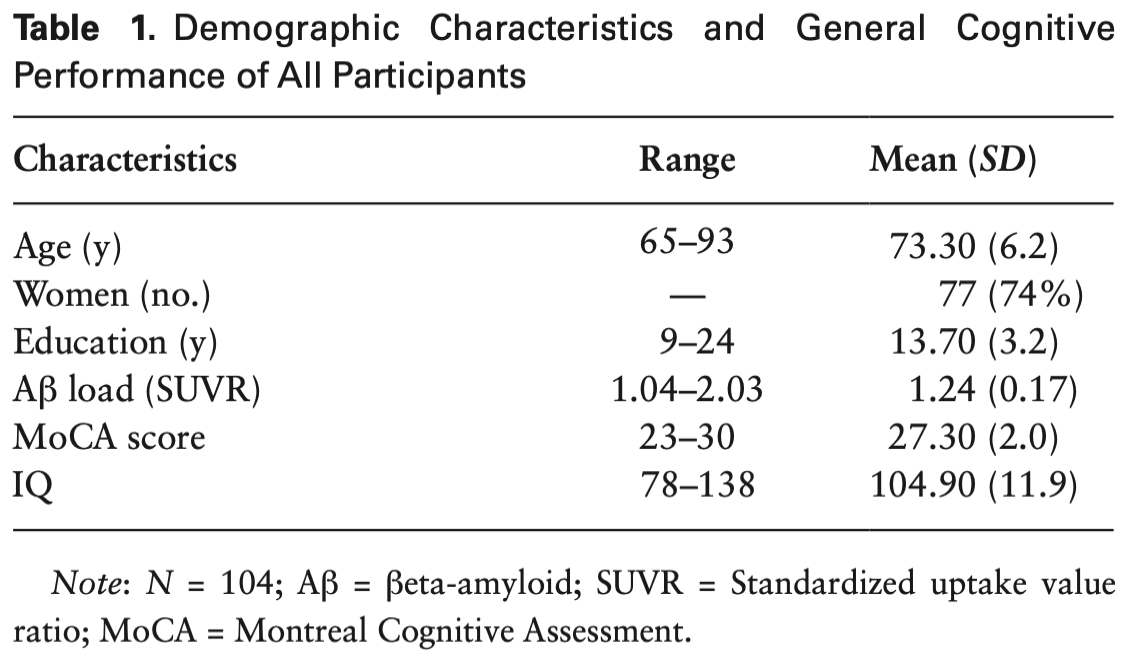 Table 1. Demographic Characteristics and General Cognitive
Performance of All Participants
Characteristics Range Mean (SD)
Age (y) 65–93 73.30 (6.2)
Women (no.) — 77 (74%)
Education (y) 9–24 13.70 (3.2)
Aβ load (SUVR) 1.04–2.03 1.24 (0.17)
MoCA score 23–30 27.30 (2.0)
IQ 78–138 104.90 (11.9)
Note: N = 104; Aβ = βeta-amyloid; SUVR = Standardized uptake value
ratio; MoCA = Montreal Cognitive Assessment.